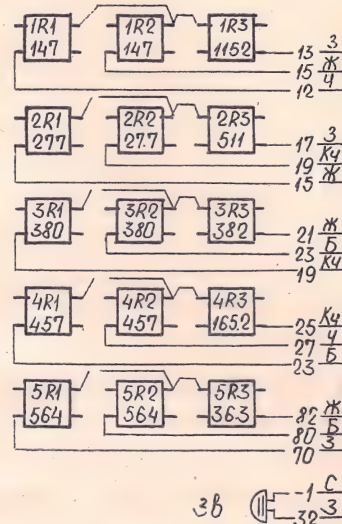 1R1 1R2 1R3
147 147 1152
13 З
15 Ж
12 Ч
2R1 2R2 2R3
277 27.7 511
17 З
19 Кч
15 Ж
3R1 3R2 3R3
380 380 382
21 Ж
23 Б
19 Кч
4R1 4R2 4R3
457 457 165.2
25 Кч
27 Ч
23 Б
5R1 5R2 5R3
564 564 36.3
82 Ж
80 Б
70 З
1 С
3В
32 З